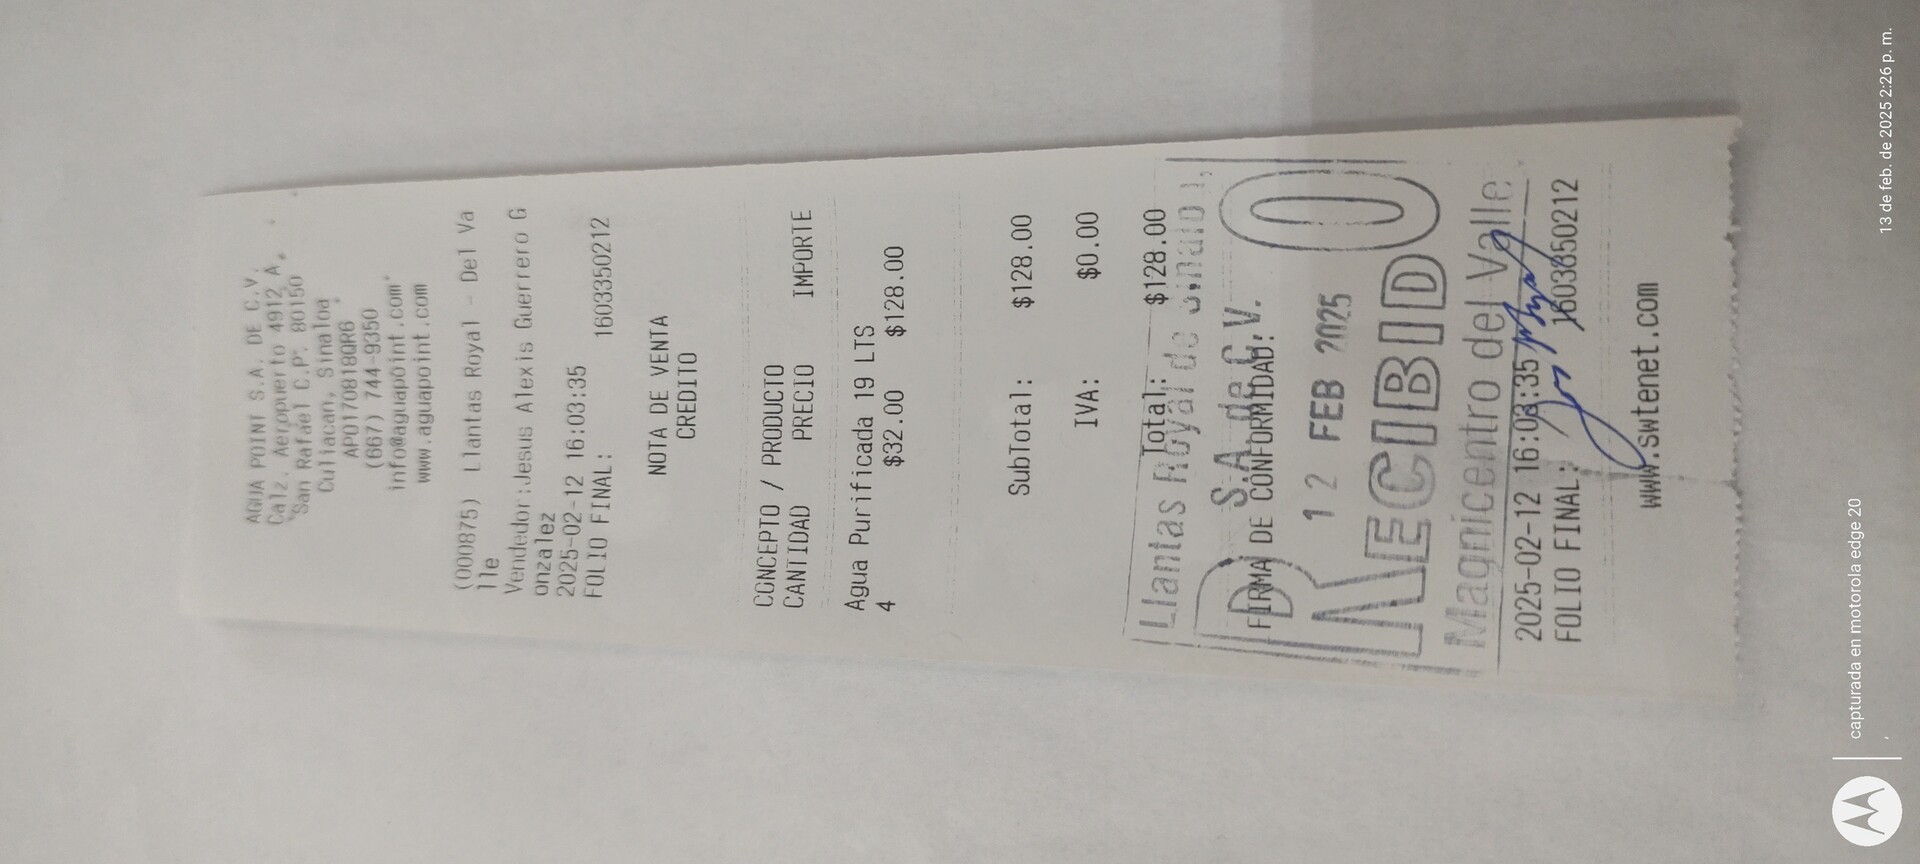 AGUA POINT S.A. DE C.V.
Calz. Aeropuerto 4912 A,
San Rafael C.P. 80150
Culiacan, Sinaloa
APO170818QR6
(667) 744-9350
info@aguapoint.com
www.aguapoint.com
(000875) Llantas Royal - Del Va
lle
Vendedor:Jesus Alexis Guerrero G
onzalez
2025-02-12 16:03:35
FOLIO FINAL: 1603350212
NOTA DE VENTA
CREDITO
CONCEPTO / PRODUCTO
CANTIDAD PRECIO IMPORTE
Agua Purificada 19 LTS
4 $32.00 $128.00
SubTotal: $128.00
IVA: $0.00
Total: $128.00
Llantas Royal de Sinaloa,
S.A. de C.V.
FIRMA DE CONFORMIDAD:
12 FEB 2025
RECIBIDO
Magnicentro del Valle
2025-02-12 16:03:35
FOLIO FINAL: 1603350212
www.swtenet.com
capturada en motorola edge 20
13 de feb. de 2025 2:26 p. m.